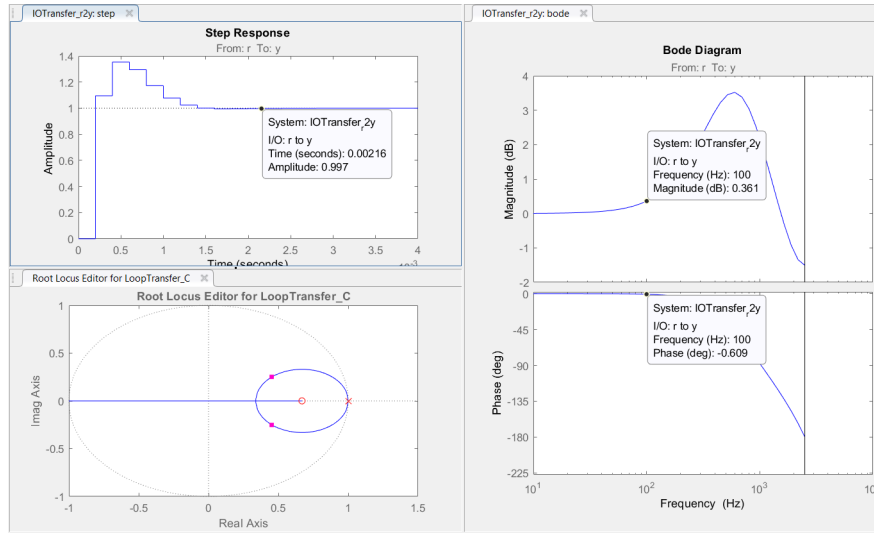 IOTransfer_r2y: step
Step Response
From: r To: y
Amplitude
1.4
1.2
1
0.8
0.6
0.4
0.2
0
System: IOTransfer_r2y
I/O: r to y
Time (seconds): 0.00216
Amplitude: 0.997
0
0.5
1
1.5
2
2.5
3
3.5
4
Time (seconds)
Root Locus Editor for LoopTransfer_C
Root Locus Editor for LoopTransfer_C
Imag Axis
1
0.5
0
-0.5
-1
-1
-0.5
0
0.5
1
1.5
Real Axis
IOTransfer_r2y: bode
Bode Diagram
From: r To: y
Magnitude (dB)
4
3
2
1
0
-1
-2
System: IOTransfer_r2y
I/O: r to y
Frequency (Hz): 100
Magnitude (dB): 0.361
Phase (deg)
0
-45
-90
-135
-180
-225
System: IOTransfer_r2y
I/O: r to y
Frequency (Hz): 100
Phase (deg): -0.609
10^1
10^2
10^3
Frequency (Hz)